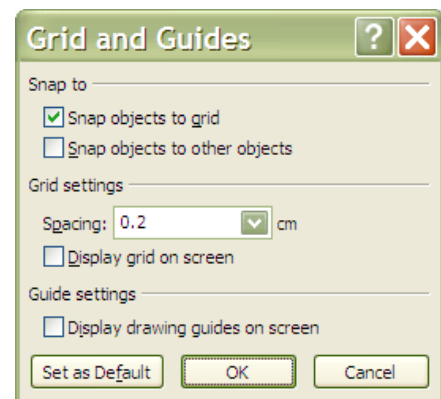 Grid and Guides ?
Snap to
Snap objects to grid
Snap objects to other objects
Grid settings
Spacing: 0.2 cm
Display grid on screen
Guide settings
Display drawing guides on screen
Set as Default OK Cancel